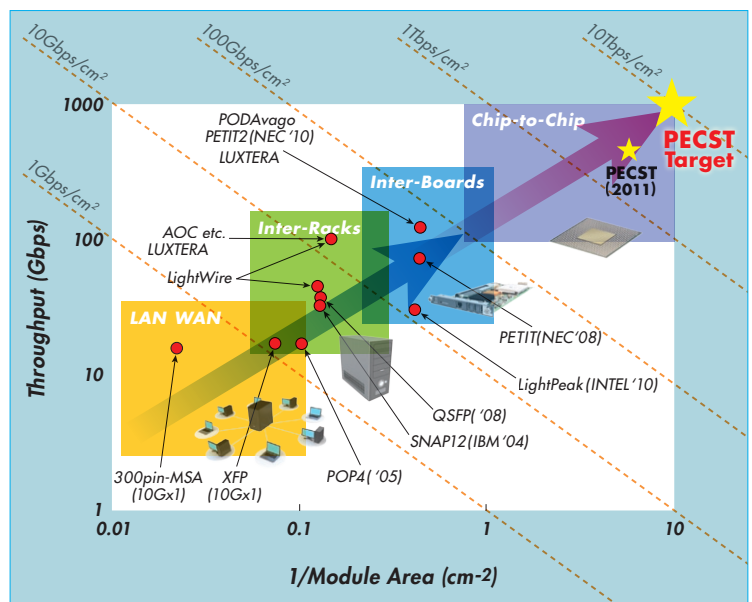 10Gbps/cm2
100Gbps/cm2
1Tbps/cm2
10Tbps/cm2
1Gbps/cm2
1000
100
10
1
Throughput (Gbps)
PODAvago
PETIT2(NEC '10)
LUXTERA
Chip-to-Chip
PECST
Target
PECST
(2011)
Inter-Boards
AOC etc.
LUXTERA
Inter-Racks
LightWire
LAN WAN
PETIT(NEC'08)
LightPeak(INTEL'10)
QSFP( '08)
SNAP12(IBM'04)
POP4( '05)
300pin-MSA
(10Gx1)
XFP
(10Gx1)
0.01
0.1
1
10
1/Module Area (cm-2)